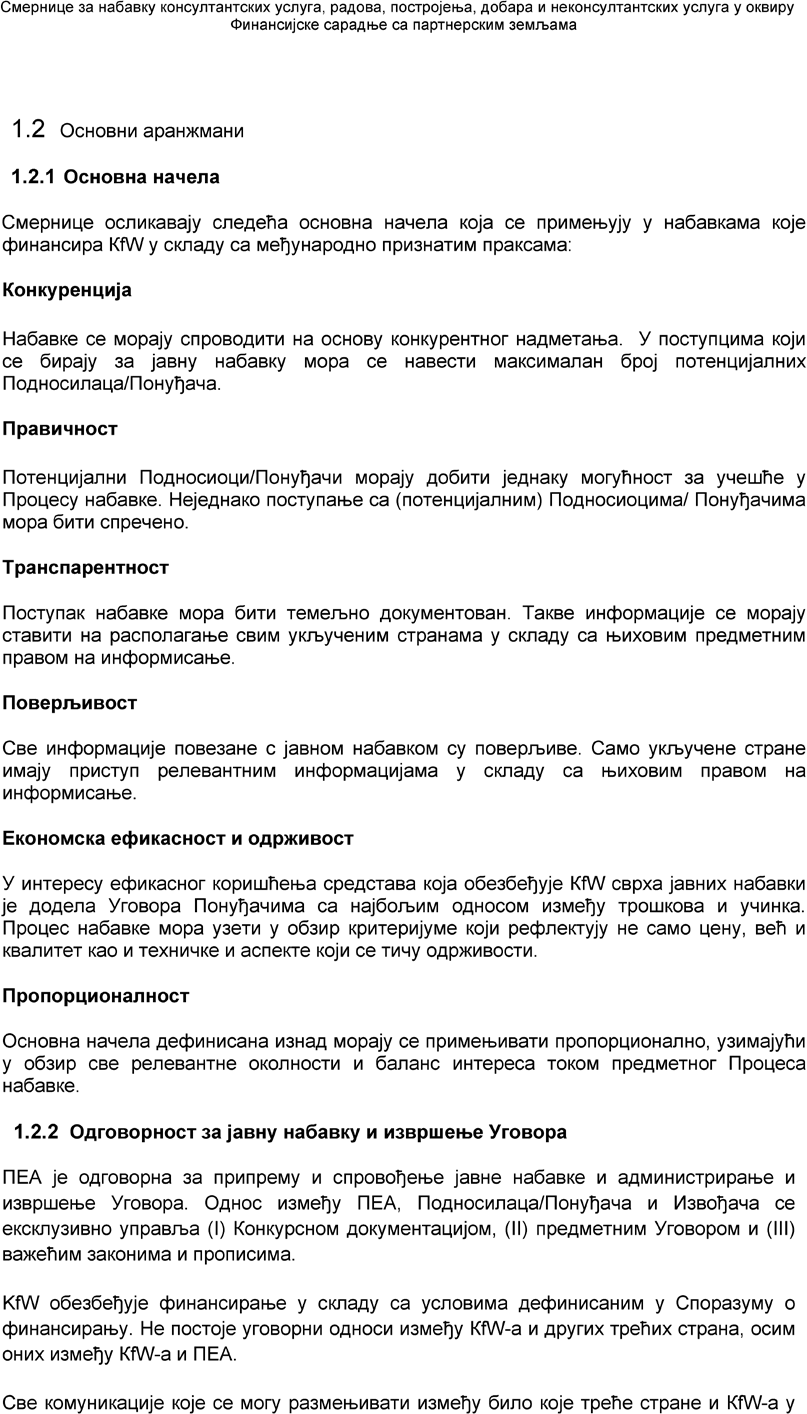 Смернице за набавку консултантских услуга, радова, постројења, добара и неконсултантских услуга у оквиру
Финансијске сарадње са партнерским земљама
1.2 Основни аранжмани
1.2.1 Основна начела
Смернице осликавају следећа основна начела која се примењују у набавкама које
финансира KfW у складу са међународно признатим праксама:
Конкуренција
Набавке се морају спроводити на основу конкурентног надметања. У поступцима који
се бирају за јавну набавку мора се навести максималан број потенцијалних
Подносилаца/Понуђача.
Правичност
Потенцијални Подносиоци/Понуђачи морају добити једнаку могућност за учешће у
Процесу набавке. Неједнако поступање са (потенцијалним) Подносиоцима/ Понуђачима
мора бити спречено.
Транспарентност
Поступак набавке мора бити темељно документован. Такве информације се морају
ставити на располагање свим укљученим странама у складу са њиховим предметним
правом на информисање.
Поверљивост
Све информације повезане с јавном набавком су поверљиве. Само укључене стране
имају приступ релевантним информацијама у складу са њиховим правом на
информисање.
Економска ефикасност и одрживост
У интересу ефикасног коришћења средстава која обезбеђује KfW сврха јавних набавки
је додела Уговора Понуђачима са најбољим односом између трошкова и учинка.
Процес набавке мора узети у обзир критеријуме који рефлектују не само цену, већ и
квалитет као и техничке и аспекте који се тичу одрживости.
Пропорционалност
Основна начела дефинисана изнад морају се примењивати пропорционално, узимајући
у обзир све релевантне околности и баланс интереса током предметног Процеса
набавке.
1.2.2 Одговорност за јавну набавку и извршење Уговора
ПЕА је одговорна за припрему и спровођење јавне набавке и администрирање и
извршење Уговора. Однос између ПЕА, Подносилаца/Понуђача и Извођача се
ексклузивно управља (I) Конкурсном документацијом, (II) предметним Уговором и (III)
важећим законима и прописима.
KfW обезбеђује финансирање у складу са условима дефинисаним у Споразуму о
финансирању. Не постоје уговорни односи између KfW-а и других трећих страна, осим
оних између KfW-а и ПЕА.
Све комуникације које се могу размењивати између било које треће стране и KfW-а у